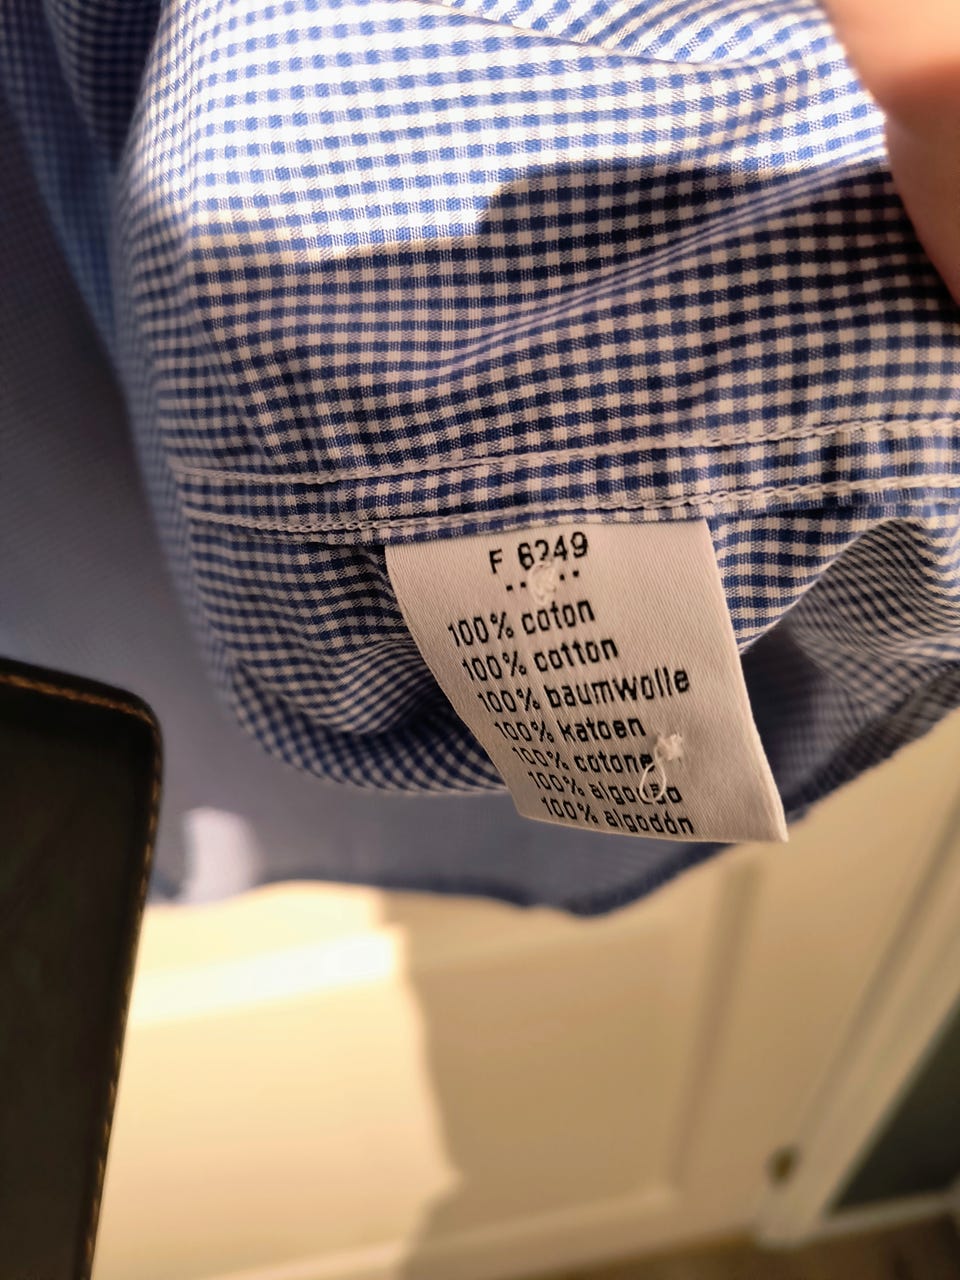 F 6249
100% coton
100% cotton
100% baumwolle
100% katoen
100% cotone
100% algodão
100% algodón